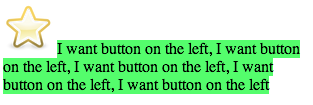 I want button on the left, I want button
on the left, I want button on the left, I want
button on the left, I want button on the left